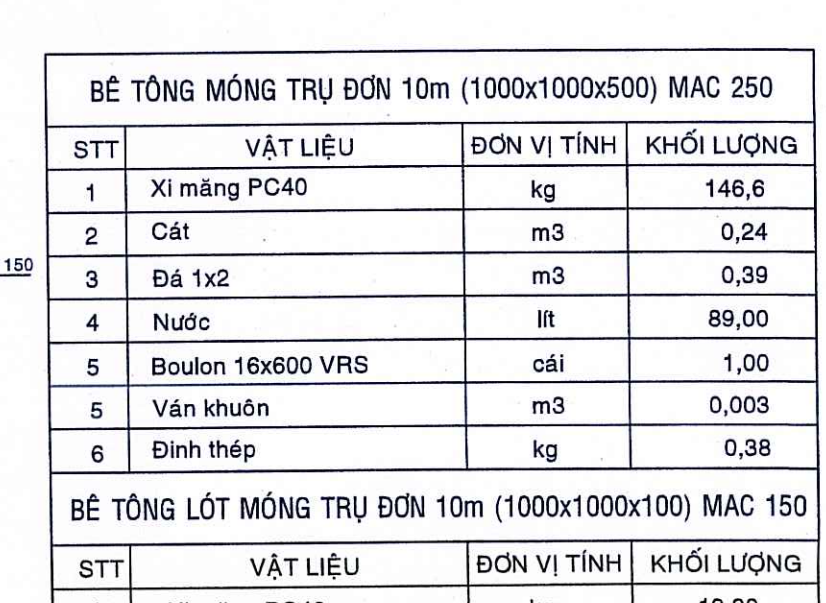 BÊ TÔNG MÓNG TRỤ ĐƠN 10m (1000x1000x500) MAC 250
STT VẬT LIỆU ĐƠN VỊ TÍNH KHỐI LƯỢNG
1 Xi măng PC40 kg 146,6
2 Cát m3 0,24
150
3 Đá 1x2 m3 0,39
4 Nước lít 89,00
5 Boulon 16x600 VRS cái 1,00
5 Ván khuôn m3 0,003
6 Đinh thép kg 0,38
BÊ TÔNG LÓT MÓNG TRỤ ĐƠN 10m (1000x1000x100) MAC 150
STT VẬT LIỆU ĐƠN VỊ TÍNH KHỐI LƯỢNG